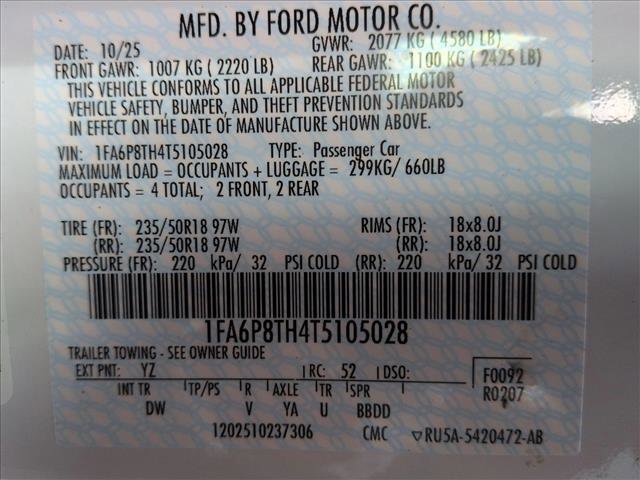 MFD. BY FORD MOTOR CO.
DATE: 10/25 GVWR: 2077 KG ( 4580 LB)
FRONT GAWR: 1007 KG ( 2220 LB) REAR GAWR: 1100 KG ( 2425 LB)
THIS VEHICLE CONFORMS TO ALL APPLICABLE FEDERAL MOTOR
VEHICLE SAFETY, BUMPER, AND THEFT PREVENTION STANDARDS
IN EFFECT ON THE DATE OF MANUFACTURE SHOWN ABOVE.
VIN: 1FA6P8TH4T5105028 TYPE: Passenger Car
MAXIMUM LOAD = OCCUPANTS + LUGGAGE = 299KG/ 660LB
OCCUPANTS = 4 TOTAL; 2 FRONT, 2 REAR
TIRE (FR): 235/50R18 97W RIMS (FR): 18x8.0J
(RR): 235/50R18 97W (RR): 18x8.0J
PRESSURE (FR): 220 kPa/ 32 PSI COLD (RR): 220 kPa/ 32 PSI COLD
1FA6P8TH4T5105028
TRAILER TOWING - SEE OWNER GUIDE
EXT PNT: YZ RC: 52 DSO: F0092
INT TR TP/PS R AXLE TR SPR R0207
DW V YA U BBDD
1202510237306 CMC ▽RU5A-5420472-AB